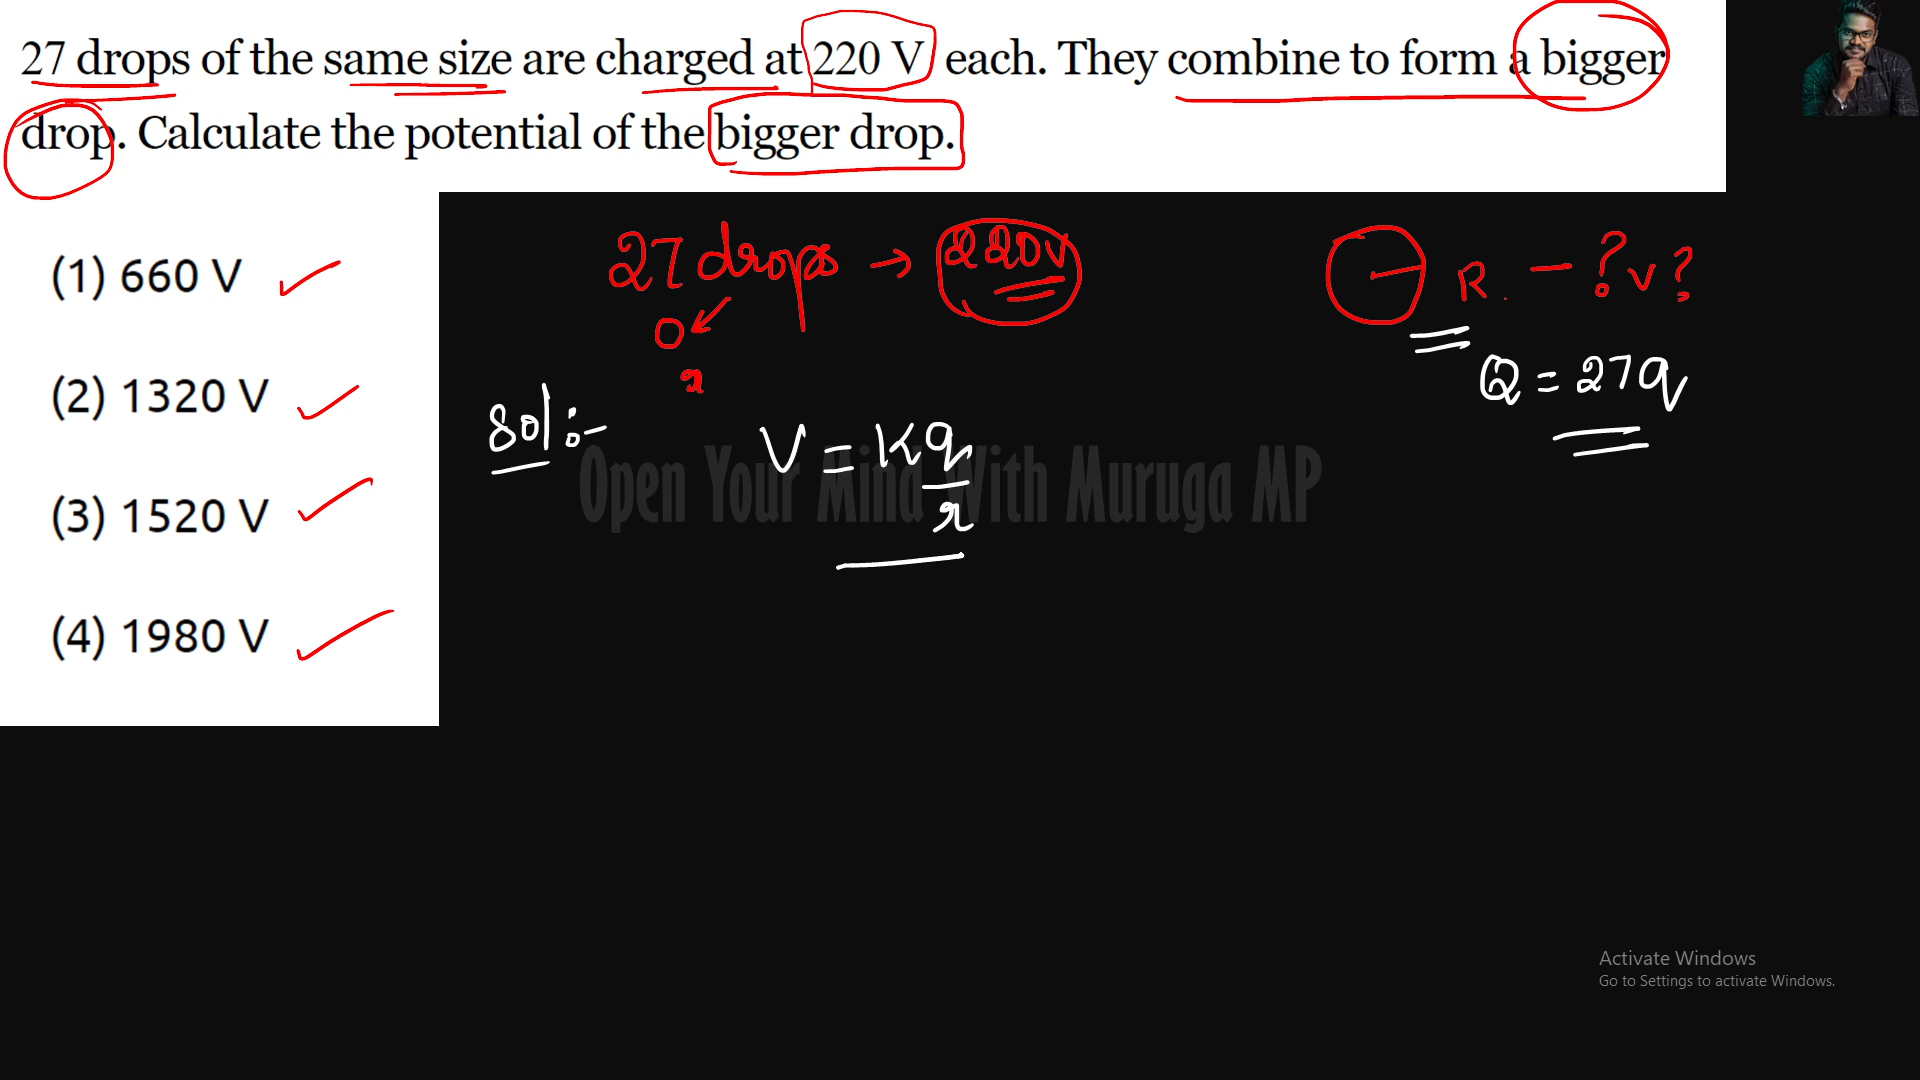 27 drops of the same size are charged at 220 V each. They combine to form a bigger
drop. Calculate the potential of the bigger drop.
(1) 660 V
(2) 1320 V
(3) 1520 V
(4) 1980 V
27 drops → 220V
r
R. - ? V ?
Q = 27q
Sol:-
V = Kq/r
Open Your Mind With Muruga MP
Activate Windows
Go to Settings to activate Windows.